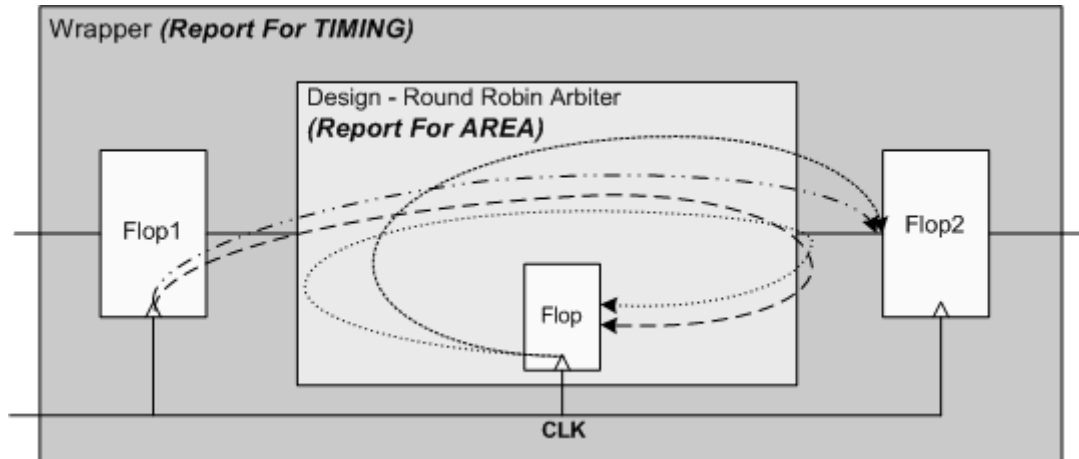 Wrapper (Report For TIMING)
Design - Round Robin Arbiter
(Report For AREA)
Flop1
Flop2
Flop
CLK